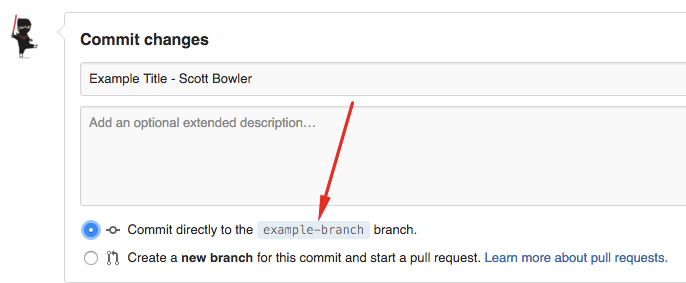 Commit changes
Example Title - Scott Bowler
Add an optional extended description…
Commit directly to the example-branch branch.
Create a new branch for this commit and start a pull request. Learn more about pull requests.